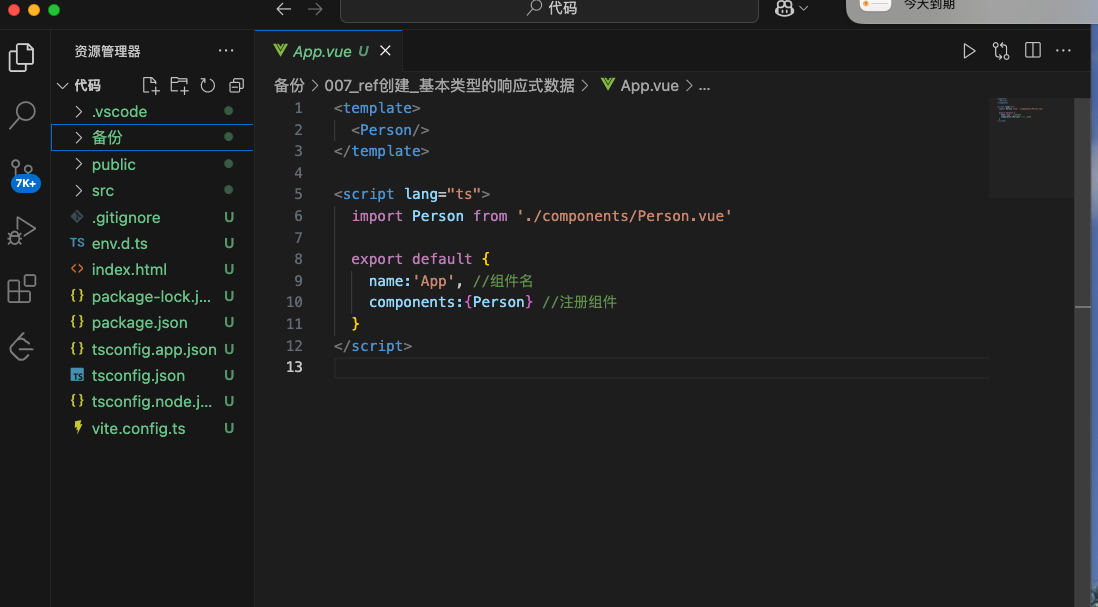 代码
今天到期
资源管理器 ···
App.vue U
代码
备份 > 007_ref创建_基本类型的响应式数据 > App.vue > ...
.vscode
备份
public
src
.gitignore U
env.d.ts U
index.html U
package-lock.j... U
package.json U
tsconfig.app.json U
tsconfig.json U
tsconfig.node.j... U
vite.config.ts U
7K+
TS
TS
1 <template>
2 <Person/>
3 </template>
4
5 <script lang="ts">
6 import Person from './components/Person.vue'
7
8 export default {
9 name:'App', //组件名
10 components:{Person} //注册组件
11 }
12 </script>
13